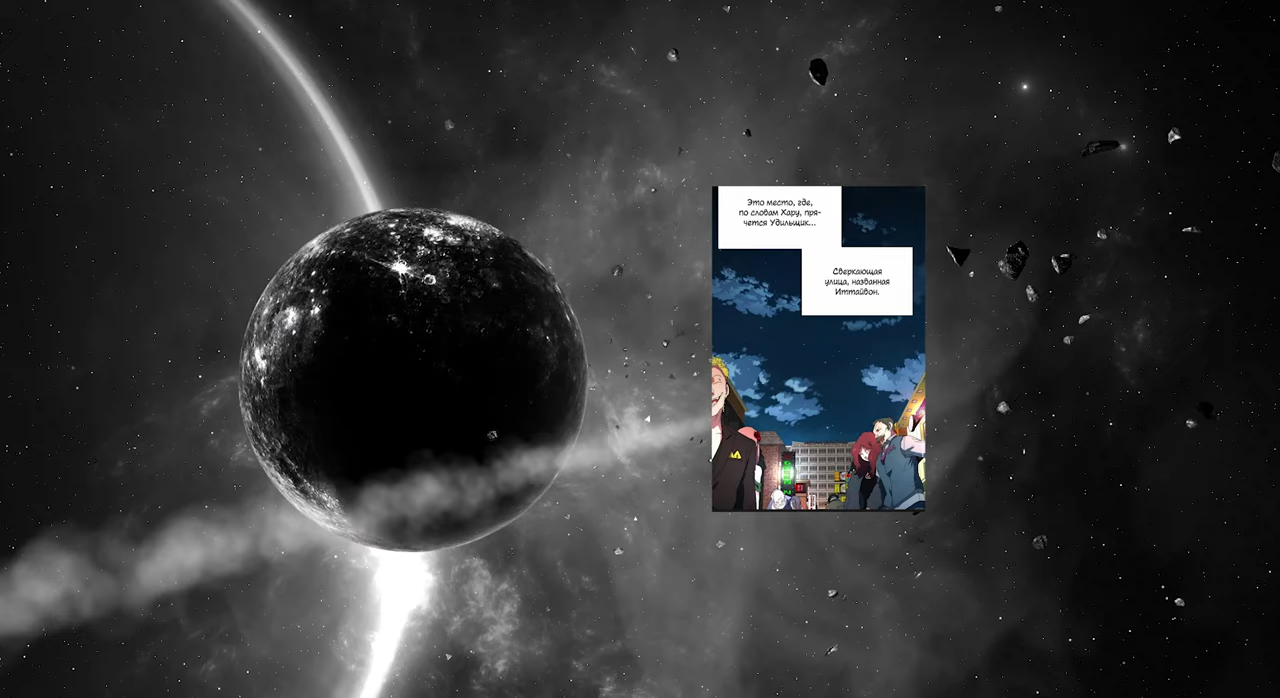 Это место, где,
по словам Хару, пря-
чется Удильщик...
Сверкающая
улица, названная
Иттайвон.